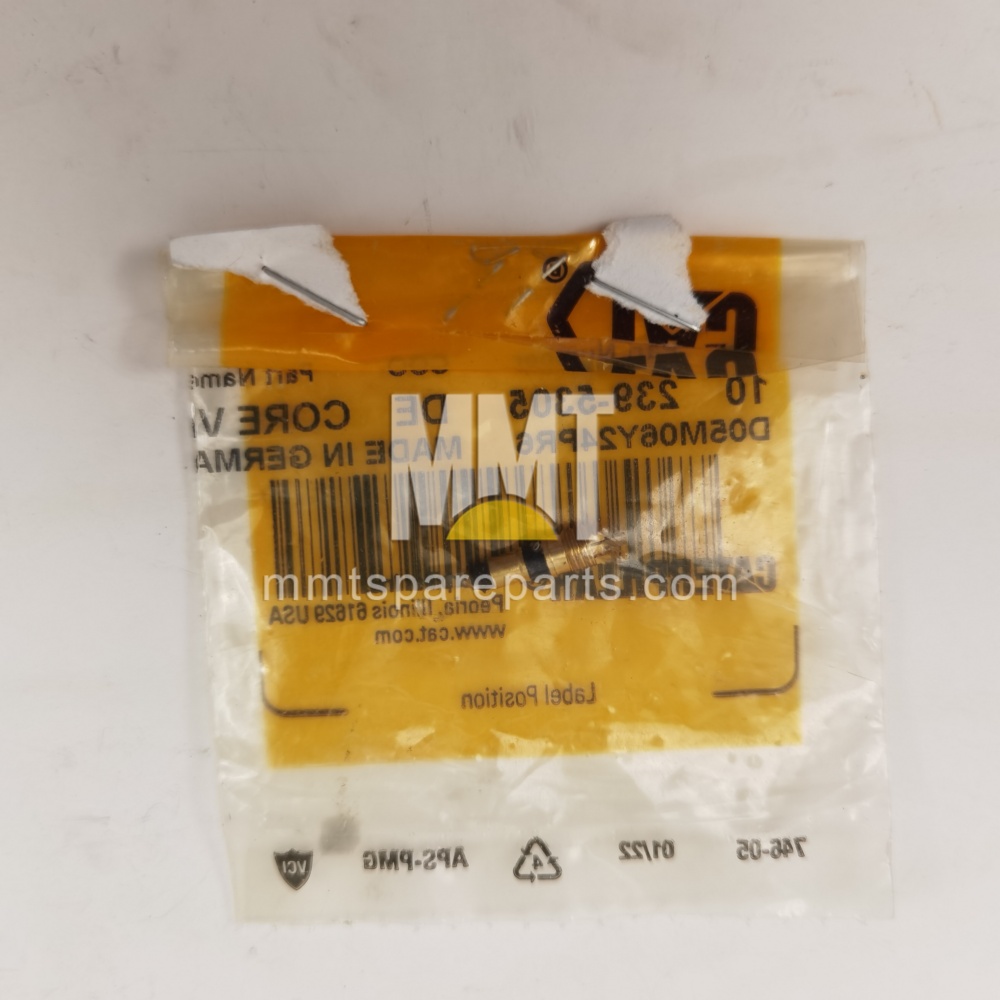 CAT ®
Part Name
10 239-5305 DE CORE V
D05M06Y24PR6 MADE IN GERMA
MMT
mmtspareparts.com
Peoria, Illinois 61629 USA
www.cat.com
Label Position
746-05 01/22 4 APS-PMG VCI